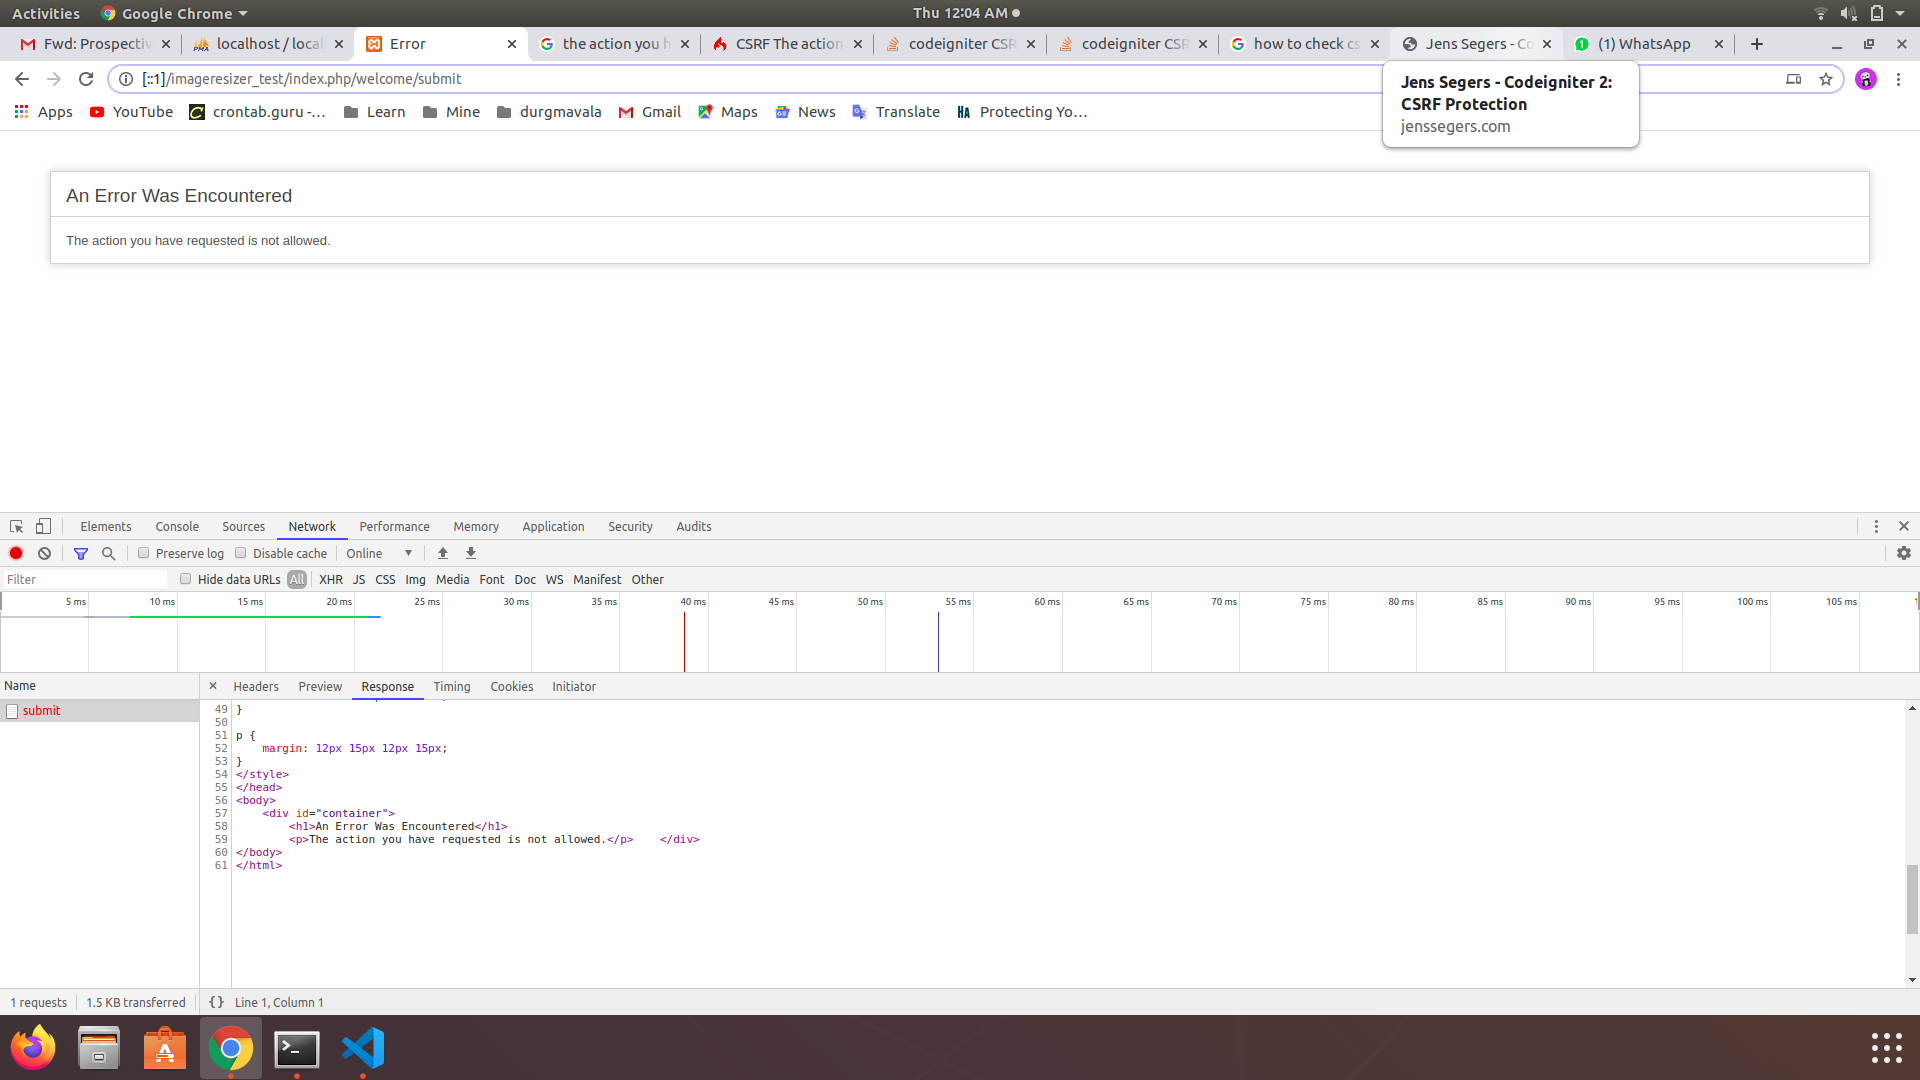 Activities Google Chrome Thu 12:04 AM
Fwd: Prospectiv localhost / local Error the action you h CSRF The action codeigniter CSR codeigniter CSR how to check cs Jens Segers - Co (1) WhatsApp
[::1]/imageresizer_test/index.php/welcome/submit
Jens Segers - Codeigniter 2:
CSRF Protection
jenssegers.com
Apps YouTube crontab.guru -... Learn Mine durgmavala Gmail Maps News Translate Protecting Yo...
An Error Was Encountered
The action you have requested is not allowed.
Elements Console Sources Network Performance Memory Application Security Audits
Preserve log Disable cache Online
Filter Hide data URLs All XHR JS CSS Img Media Font Doc WS Manifest Other
5 ms 10 ms 15 ms 20 ms 25 ms 30 ms 35 ms 40 ms 45 ms 50 ms 55 ms 60 ms 65 ms 70 ms 75 ms 80 ms 85 ms 90 ms 95 ms 100 ms 105 ms
Name Headers Preview Response Timing Cookies Initiator
submit
49 }
50
51 p {
52 margin: 12px 15px 12px 15px;
53 }
54 </style>
55 </head>
56 <body>
57 <div id="container">
58 <h1>An Error Was Encountered</h1>
59 <p>The action you have requested is not allowed.</p> </div>
60 </body>
61 </html>
1 requests 1.5 KB transferred {} Line 1, Column 1